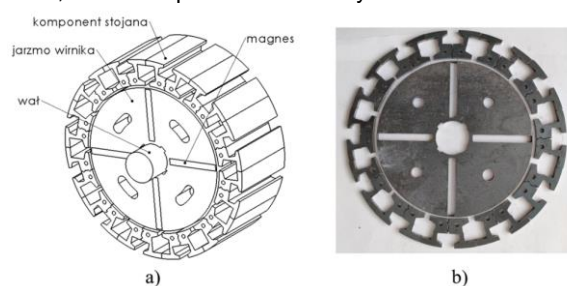 komponent stojana
jarzmo wirnika
magnes
wał
a)
b)